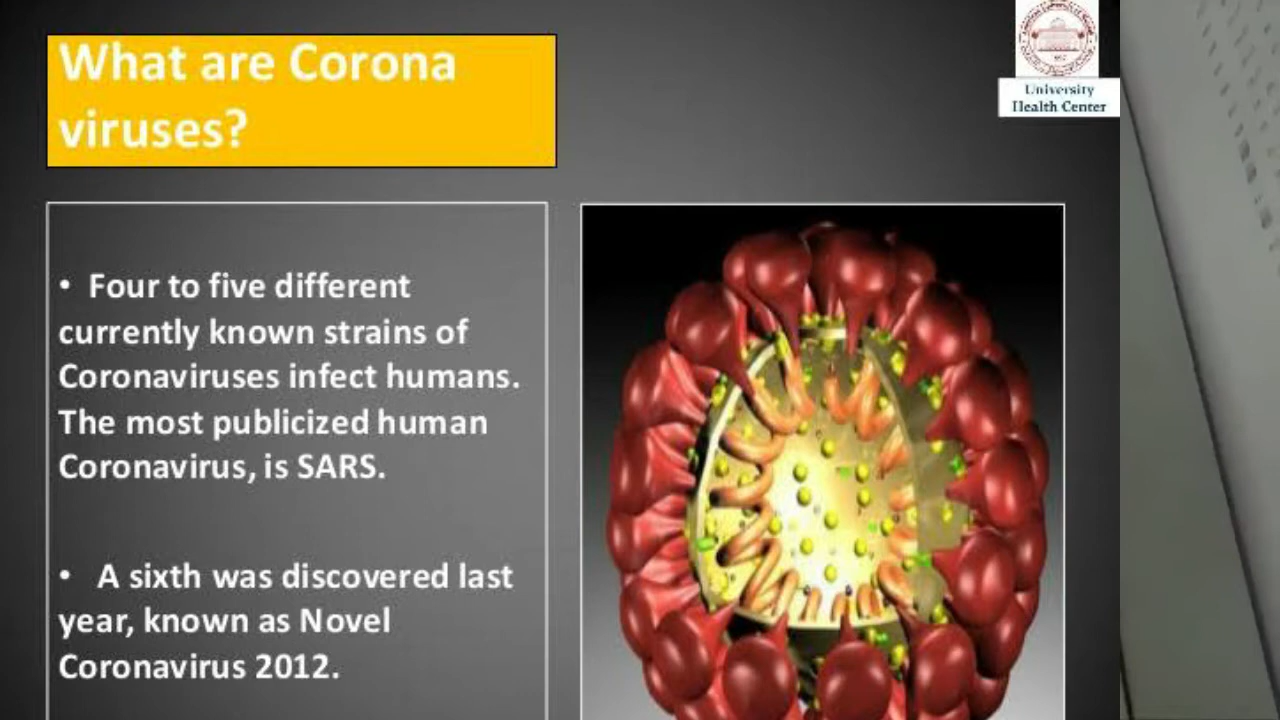 What are Corona
viruses?
University
Health Center
• Four to five different
currently known strains of
Coronaviruses infect humans.
The most publicized human
Coronavirus, is SARS.
• A sixth was discovered last
year, known as Novel
Coronavirus 2012.